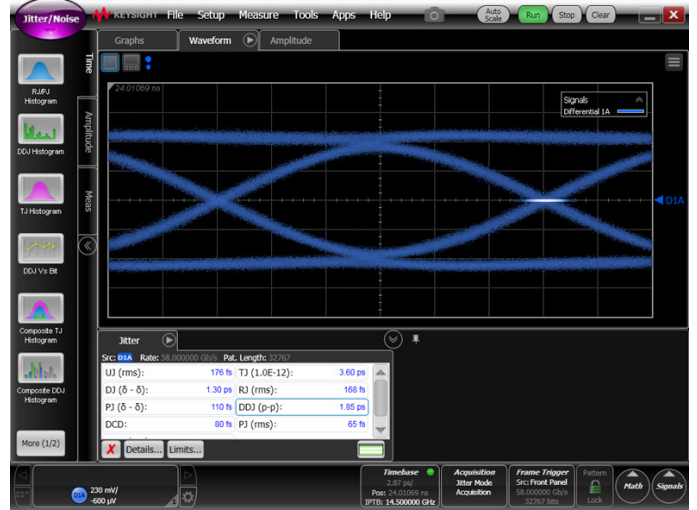 Jitter/Noise
KEYSIGHT File Setup Measure Tools Apps Help
Auto Scale Run Stop Clear
Graphs Waveform Amplitude
Time
Amplitude
Meas
RJ/PJ Histogram
DDJ Histogram
TJ Histogram
DDJ Vs Bit
Composite TJ Histogram
Composite DDJ Histogram
More (1/2)
24.01069 ns
Signals
Differential 1A
D1A
Jitter
Src: D1A Rate: 58.000000 Gb/s Pat. Length: 32767
UJ (rms): 176 fs TJ (1.0E-12): 3.60 ps
DJ (δ - δ): 1.30 ps RJ (rms): 168 fs
PJ (δ - δ): 110 fs DDJ (p-p): 1.85 ps
DCD: 80 fs PJ (rms): 65 fs
Details... Limits...
D1A
230 mV/
-600 µV
1
Timebase
2.87 ps/
Pos: 24.01069 ns
IPTB: 14.500000 GHz
Acquisition
Jitter Mode
Acquisition
Frame Trigger
Src: Front Panel
58.000000 Gb/s
32767 bits
Pattern
Lock
Math
Signals